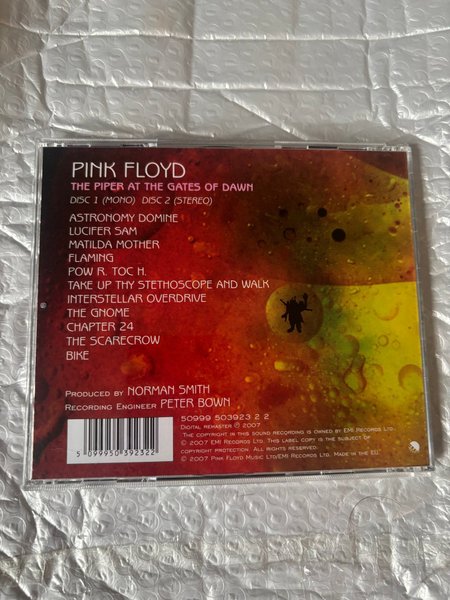 PINK FLOYD
THE PIPER AT THE GATES OF DAWN
DISC 1 (MONO) DISC 2 (STEREO)
ASTRONOMY DOMINE
LUCIFER SAM
MATILDA MOTHER
FLAMING
POW R. TOC H.
TAKE UP THY STETHOSCOPE AND WALK
INTERSTELLAR OVERDRIVE
THE GNOME
CHAPTER 24
THE SCARECROW
BIKE
PRODUCED BY NORMAN SMITH
RECORDING ENGINEER PETER BOWN
50999 503923 2 2
DIGITAL REMASTER ℗ 2007
THE COPYRIGHT IN THIS SOUND RECORDING IS OWNED BY EMI RECORDS LTD.
© 2007 EMI RECORDS LTD. THIS LABEL COPY IS THE SUBJECT OF
COPYRIGHT PROTECTION. ALL RIGHTS RESERVED.
© 2007 PINK FLOYD MUSIC LTD/EMI RECORDS LTD. MADE IN THE EU.
5 099950 392322